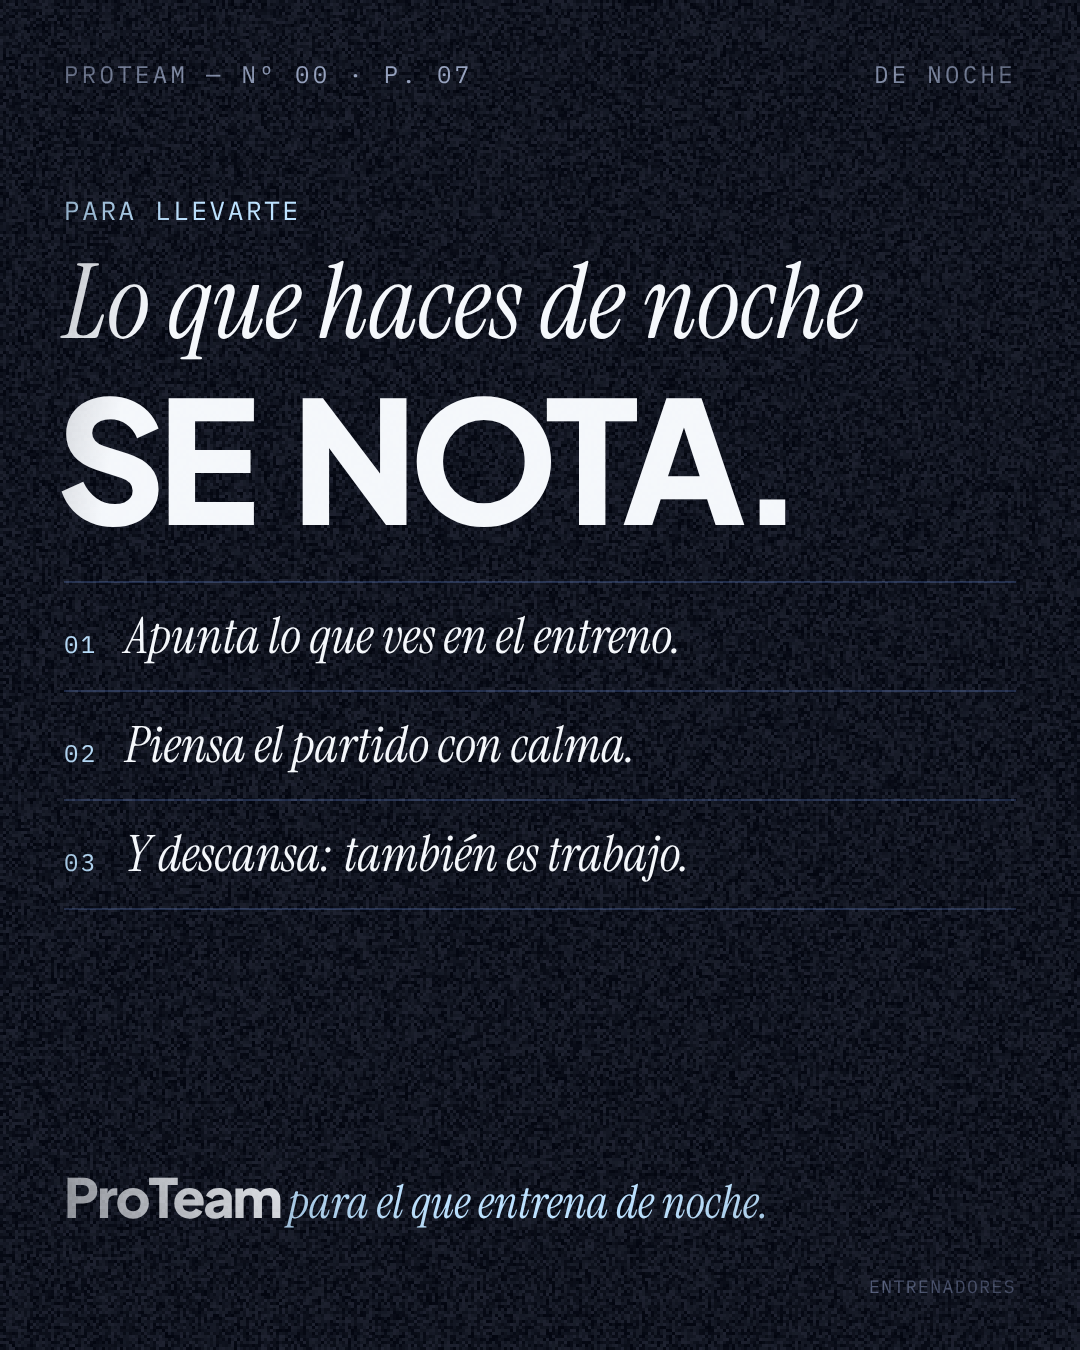 PROTEAM — Nº 00 · P. 07
DE NOCHE
PARA LLEVARTE
Lo que haces de noche
SE NOTA.
01 Apunta lo que ves en el entreno.
02 Piensa el partido con calma.
03 Y descansa: también es trabajo.
ProTeam para el que entrena de noche.
ENTRENADORES